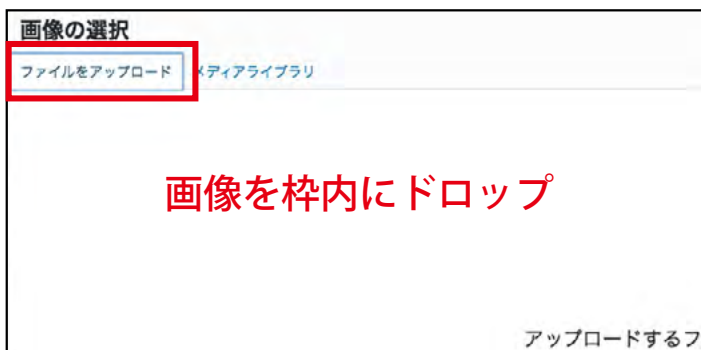 画像の選択
ファイルをアップロード メディアライブラリ
画像を枠内にドロップ
アップロードするフ